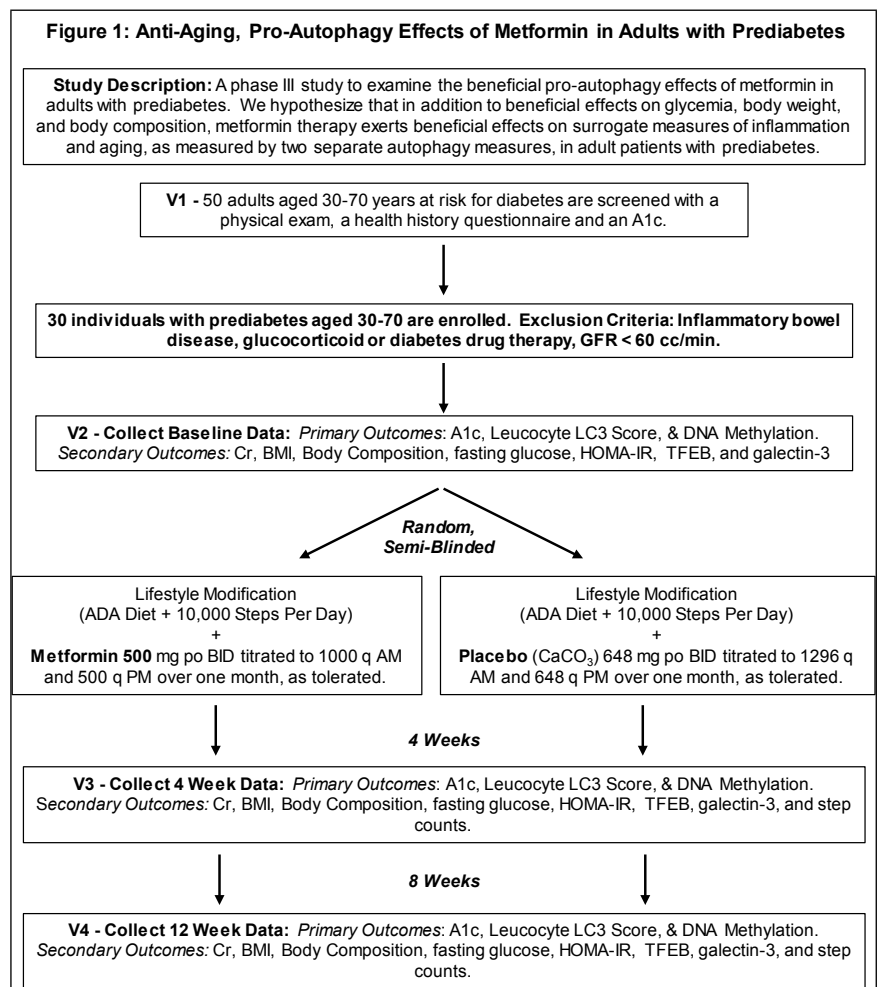 Figure 1: Anti-Aging, Pro-Autophagy Effects of Metformin in Adults with Prediabetes
Study Description: A phase III study to examine the beneficial pro-autophagy effects of metformin in
adults with prediabetes. We hypothesize that in addition to beneficial effects on glycemia, body weight,
and body composition, metformin therapy exerts beneficial effects on surrogate measures of inflammation
and aging, as measured by two separate autophagy measures, in adult patients with prediabetes.
V1 - 50 adults aged 30-70 years at risk for diabetes are screened with a
physical exam, a health history questionnaire and an A1c.
30 individuals with prediabetes aged 30-70 are enrolled. Exclusion Criteria: Inflammatory bowel
disease, glucocorticoid or diabetes drug therapy, GFR < 60 cc/min.
V2 - Collect Baseline Data: Primary Outcomes: A1c, Leucocyte LC3 Score, & DNA Methylation.
Secondary Outcomes: Cr, BMI, Body Composition, fasting glucose, HOMA-IR, TFEB, and galectin-3
Random,
Semi-Blinded
Lifestyle Modification
(ADA Diet + 10,000 Steps Per Day)
+
Metformin 500 mg po BID titrated to 1000 q AM
and 500 q PM over one month, as tolerated.
Lifestyle Modification
(ADA Diet + 10,000 Steps Per Day)
+
Placebo (CaCO₃) 648 mg po BID titrated to 1296 q
AM and 648 q PM over one month, as tolerated.
4 Weeks
V3 - Collect 4 Week Data: Primary Outcomes: A1c, Leucocyte LC3 Score, & DNA Methylation.
Secondary Outcomes: Cr, BMI, Body Composition, fasting glucose, HOMA-IR, TFEB, galectin-3, and step
counts.
8 Weeks
V4 - Collect 12 Week Data: Primary Outcomes: A1c, Leucocyte LC3 Score, & DNA Methylation.
Secondary Outcomes: Cr, BMI, Body Composition, fasting glucose, HOMA-IR, TFEB, galectin-3, and step
counts.